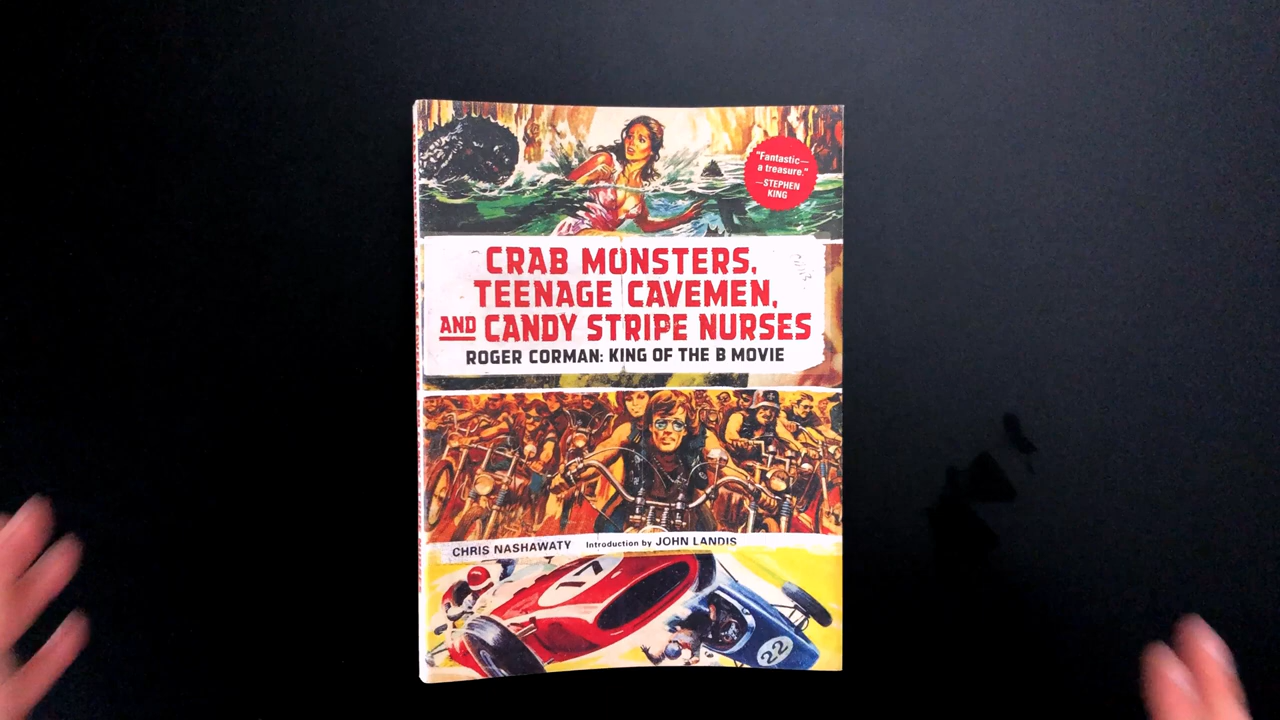 "Fantastic—
a treasure."
—STEPHEN
KING
CRAB MONSTERS,
TEENAGE CAVEMEN,
AND CANDY STRIPE NURSES
ROGER CORMAN: KING OF THE B MOVIE
CHRIS NASHAWATY Introduction by JOHN LANDIS
17
22